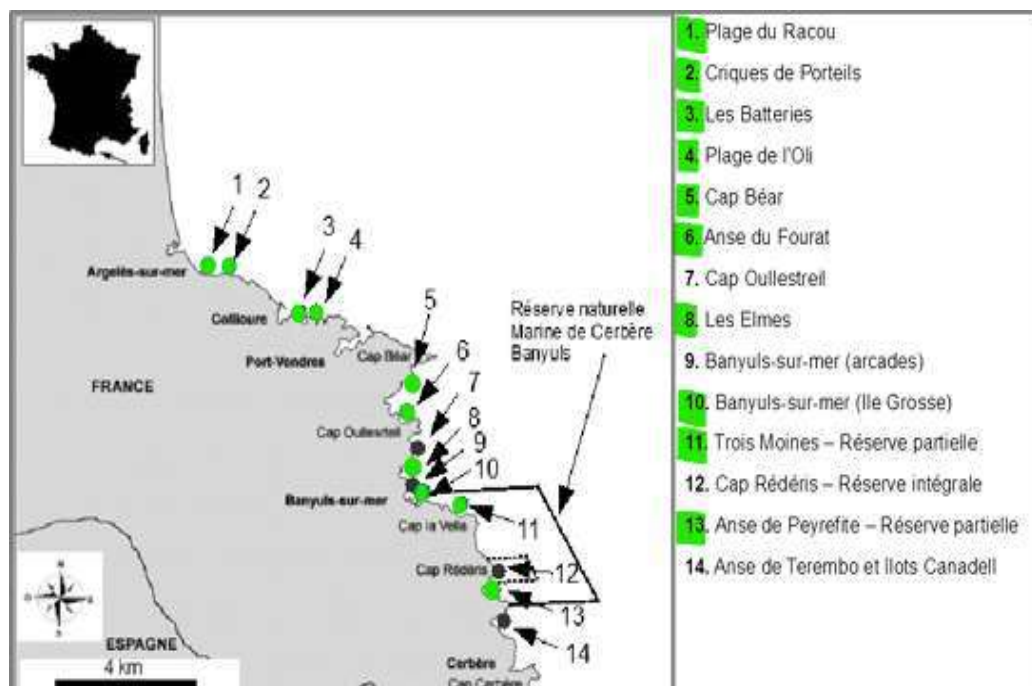 1
2
3
4
Argelès-sur-mer
5
Collioure
Port-Vendres
Cap Béar
6
Réserve naturelle
Marine de Cerbère
Banyuls
7
FRANCE
8
Cap Oullestreil
9
10
Banyuls-sur-mer
Cap la Vella
11
Cap Rédéris
12
13
14
ESPAGNE
4 km
Cerbère
Cap Cerbère
N
S
1. Plage du Racou
2. Criques de Porteils
3. Les Batteries
4. Plage de l'Oli
5. Cap Béar
6. Anse du Fourat
7. Cap Oullestreil
8. Les Elmes
9. Banyuls-sur-mer (arcades)
10. Banyuls-sur-mer (Ile Grosse)
11. Trois Moines – Réserve partielle
12. Cap Rédéris – Réserve intégrale
13. Anse de Peyrefite – Réserve partielle
14. Anse de Terembo et Ilots Canadell